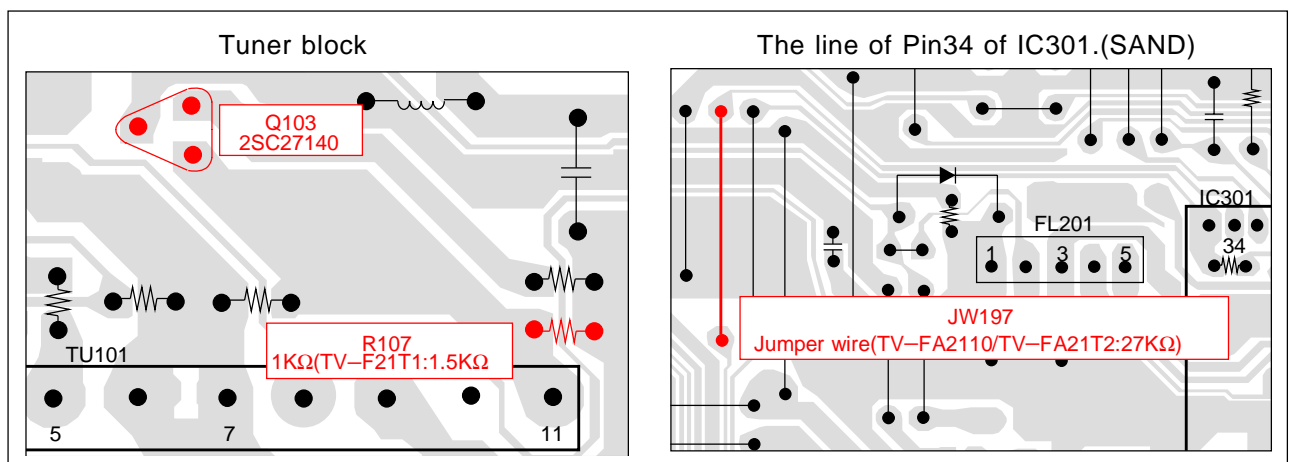 Tuner block
Q103
2SC27140
R107
1KΩ(TV−F21T1:1.5KΩ
TU101
5
7
11
The line of Pin34 of IC301.(SAND)
IC301
34
FL201
1
3
5
JW197
Jumper wire(TV−FA2110/TV−FA21T2:27KΩ)